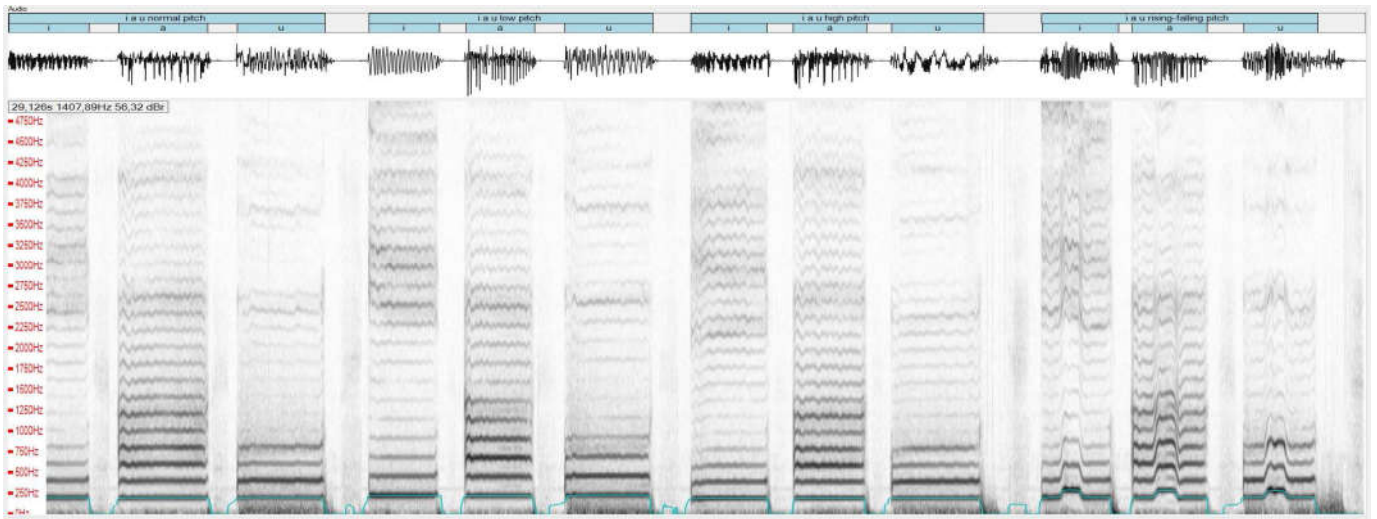 Audio
i a u normal pitch i a u low pitch i a u high pitch i a u rising-falling pitch
i a u i a u i a u i a u
29,126s 1407,89Hz 56,32 dBr
4750Hz
4500Hz
4250Hz
4000Hz
3750Hz
3500Hz
3250Hz
3000Hz
2750Hz
2500Hz
2250Hz
2000Hz
1750Hz
1500Hz
1250Hz
1000Hz
750Hz
500Hz
250Hz
0Hz